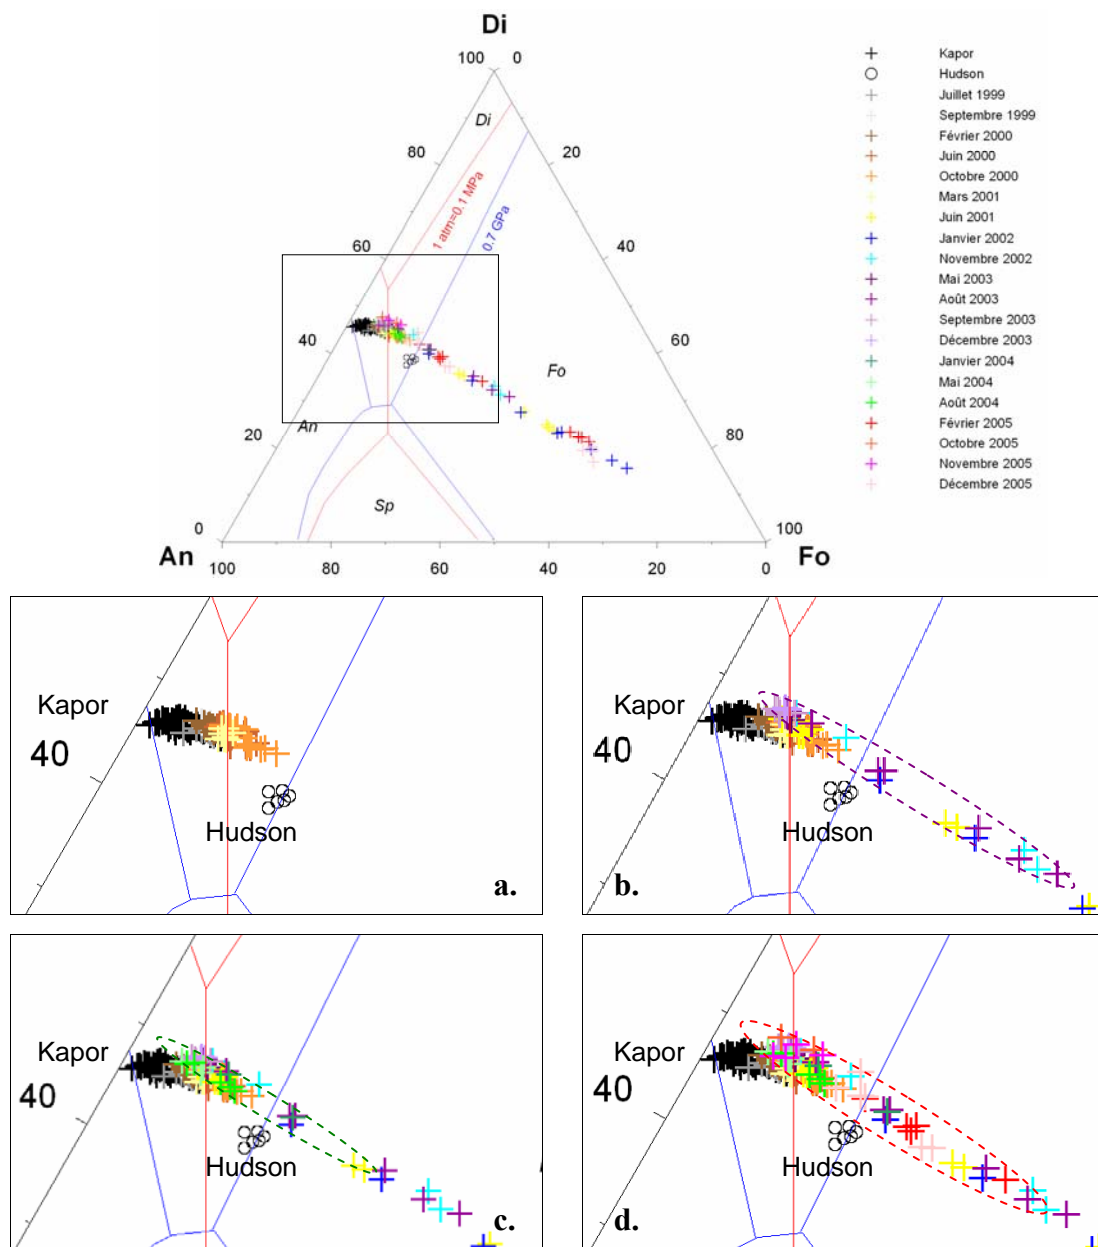 Di
100 0
Di
80 20
1 atm=0.1 MPa
0.7 GPa
60 40
40 60
Fo
An
20 80
Sp
0 100
An Fo
100 80 60 40 20 0
Kapor
Hudson
Juillet 1999
Septembre 1999
Février 2000
Juin 2000
Octobre 2000
Mars 2001
Juin 2001
Janvier 2002
Novembre 2002
Mai 2003
Août 2003
Septembre 2003
Décembre 2003
Janvier 2004
Mai 2004
Août 2004
Février 2005
Octobre 2005
Novembre 2005
Décembre 2005
Kapor
40
Hudson
a.
Kapor
40
Hudson
b.
Kapor
40
Hudson
c.
Kapor
40
Hudson
d.